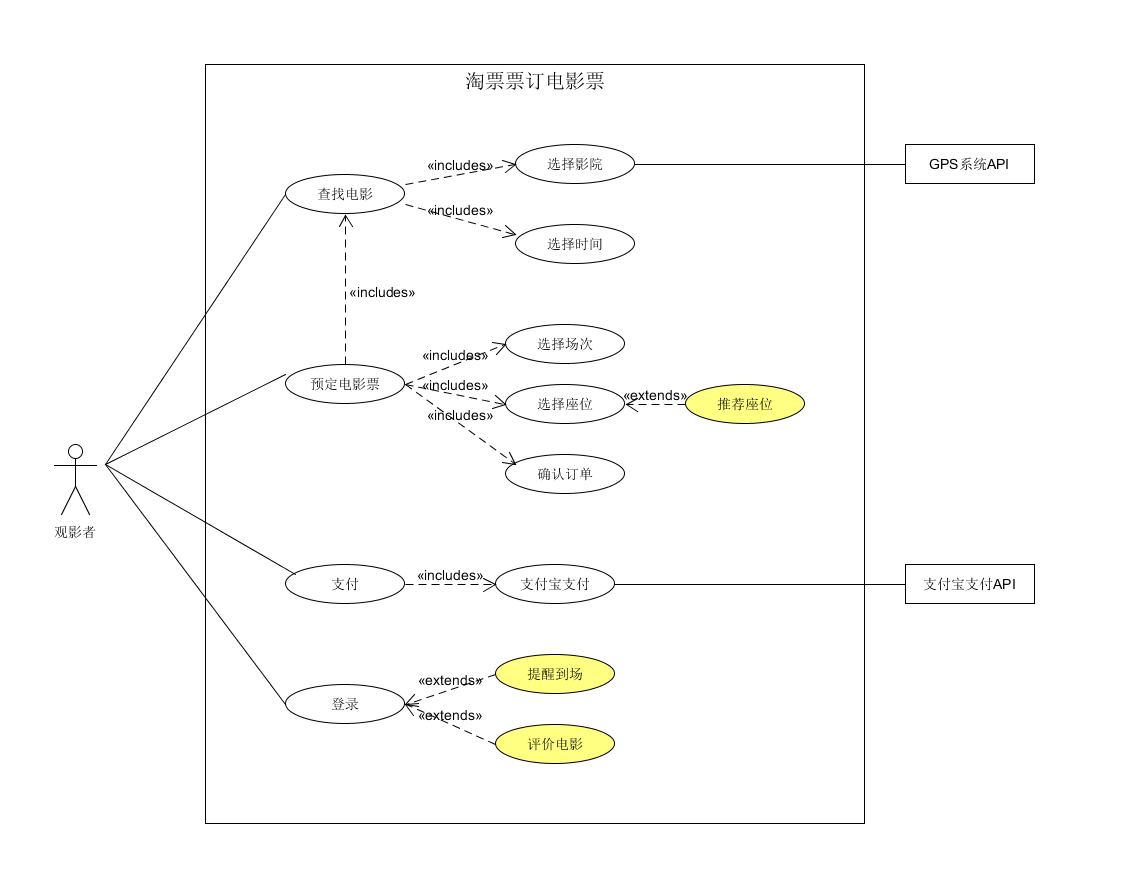 淘票票订电影票
«includes»
选择影院
GPS系统API
查找电影
«includes»
选择时间
«includes»
选择场次
«includes»
预定电影票
«includes»
选择座位
«extends»
推荐座位
«includes»
确认订单
观影者
支付
«includes»
支付宝支付
支付宝支付API
提醒到场
«extends»
登录
«extends»
评价电影